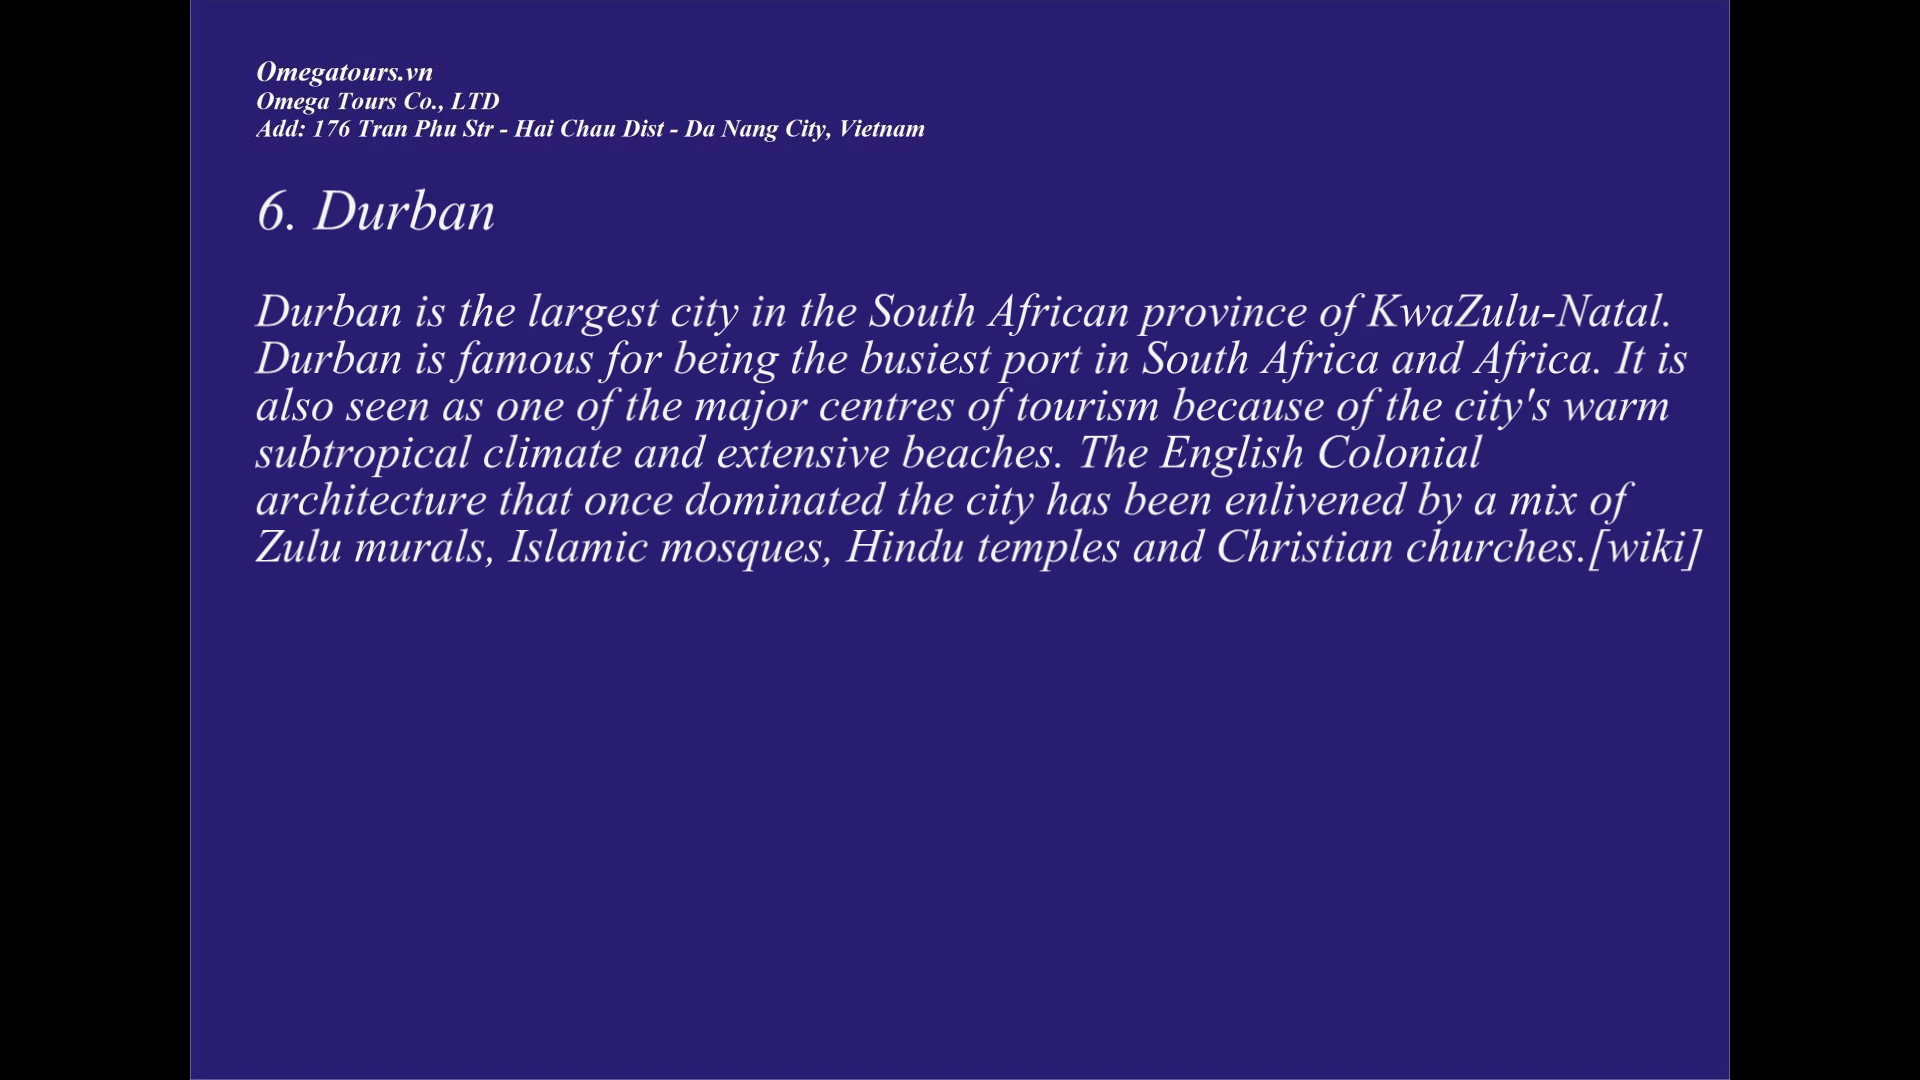 Omegatours.vn
Omega Tours Co., LTD
Add: 176 Tran Phu Str - Hai Chau Dist - Da Nang City, Vietnam
6. Durban
Durban is the largest city in the South African province of KwaZulu-Natal.
Durban is famous for being the busiest port in South Africa and Africa. It is
also seen as one of the major centres of tourism because of the city's warm
subtropical climate and extensive beaches. The English Colonial
architecture that once dominated the city has been enlivened by a mix of
Zulu murals, Islamic mosques, Hindu temples and Christian churches.[wiki]